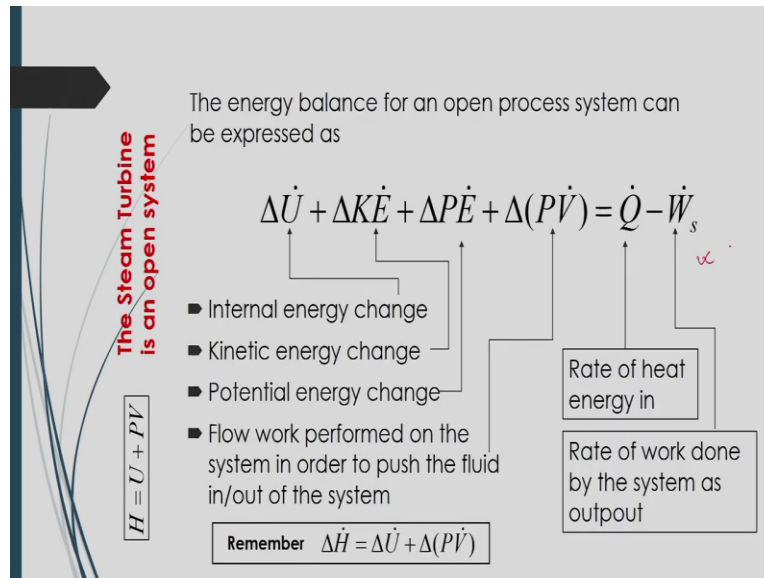 The energy balance for an open process system can
be expressed as
ΔU̇ + ΔKĖ + ΔPĖ + Δ(PV̇) = Q̇ − Ẇₛ
∝
The Steam Turbine
is an open system
Internal energy change
Kinetic energy change
Potential energy change
Flow work performed on the
system in order to push the fluid
in/out of the system
Rate of heat
energy in
Rate of work done
by the system as
outpout
H = U + PV
Remember ΔḢ = ΔU̇ + Δ(PV̇)